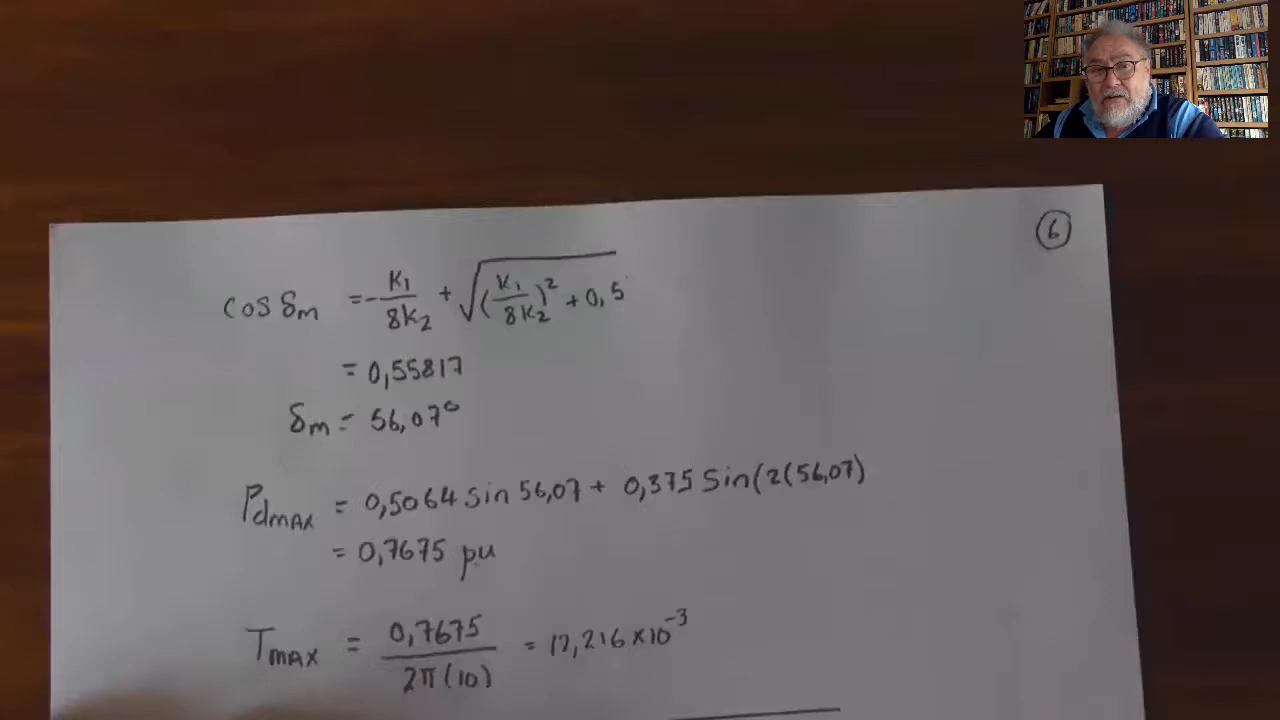 6
cos δm = - K1/8K2 + √((K1/8K2)² + 0,5
= 0,55817
δm = 56,07°
PdMAX = 0,5064 sin 56,07 + 0,375 Sin(2(56,07)
= 0,7675 pu
TMAX = 0,7675/2π(10) = 12,216 × 10⁻³